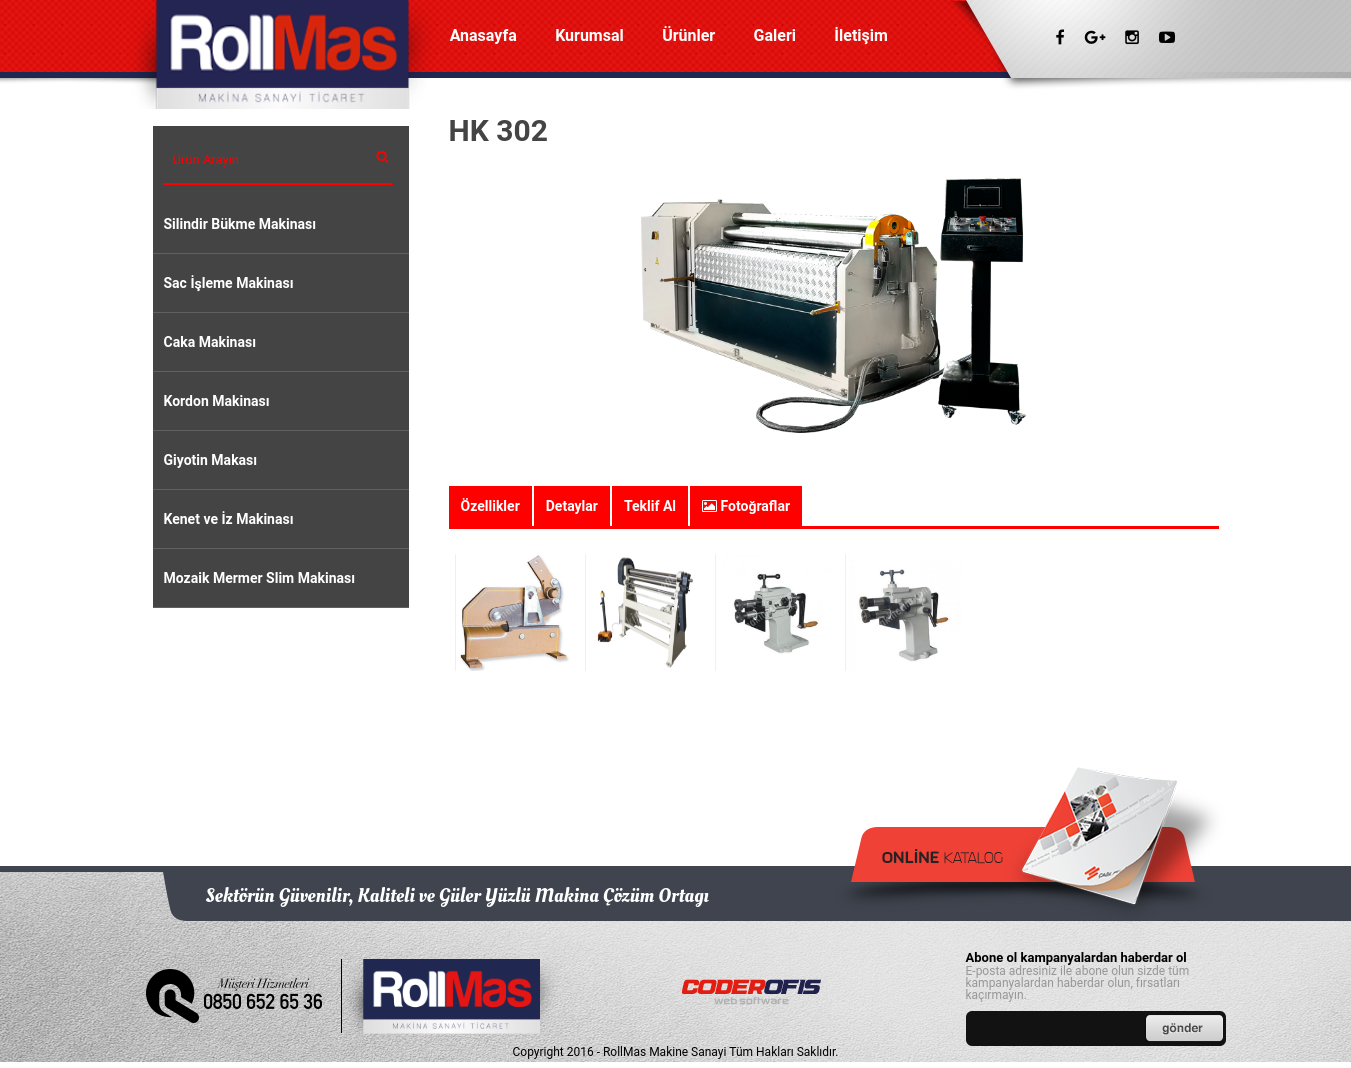 RollMas
MAKİNA SANAYİ TİCARET
Anasayfa Kurumsal Ürünler Galeri İletişim
HK 302
Ürün Arayın
Silindir Bükme Makinası
Sac İşleme Makinası
Caka Makinası
Kordon Makinası
Giyotin Makası
Kenet ve İz Makinası
Mozaik Mermer Slim Makinası
Özellikler Detaylar Teklif Al Fotoğraflar
ONLİNE KATALOG
Sektörün Güvenilir, Kaliteli ve Güler Yüzlü Makina Çözüm Ortagı
Müşteri Hizmetleri
0850 652 65 36
RollMas
MAKİNA SANAYİ TİCARET
CODEROFIS
web software
Abone ol kampanyalardan haberdar ol
E-posta adresiniz ile abone olun sizde tüm
kampanyalardan haberdar olun, fırsatları
kaçırmayın.
gönder
Copyright 2016 - RollMas Makine Sanayi Tüm Hakları Saklıdır.